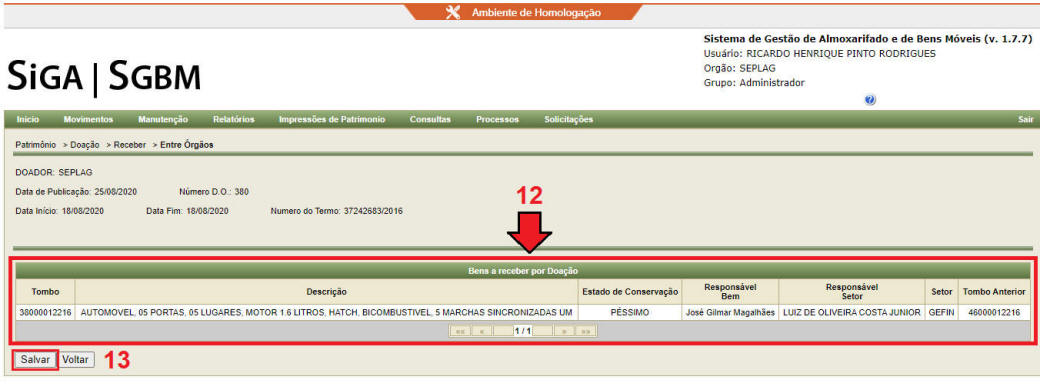 Ambiente de Homologação
Sistema de Gestão de Almoxarifado e de Bens Móveis (v. 1.7.7)
Usuário: RICARDO HENRIQUE PINTO RODRIGUES
Orgão: SEPLAG
Grupo: Administrador
SIGA | SGBM
Início Movimentos Manutenção Relatórios Impressões de Patrimonio Consultas Processos Solicitações Sair
Patrimônio > Doação > Receber > Entre Órgãos
DOADOR: SEPLAG
Data de Publicação: 25/08/2020 Número D.O.: 380
12
Data Início: 18/08/2020 Data Fim: 18/08/2020 Numero do Termo: 37242683/2016
Bens a receber por Doação
Tombo Descrição Estado de Conservação Responsável Bem Responsável Setor Setor Tombo Anterior
38000012216 AUTOMOVEL, 05 PORTAS, 05 LUGARES, MOTOR 1.6 LITROS, HATCH, BICOMBUSTIVEL, 5 MARCHAS SINCRONIZADAS UM PÉSSIMO José Gilmar Magalhães LUIZ DE OLIVEIRA COSTA JUNIOR GEFIN 46000012216
«« « 1 / 1 » »»
Salvar Voltar 13